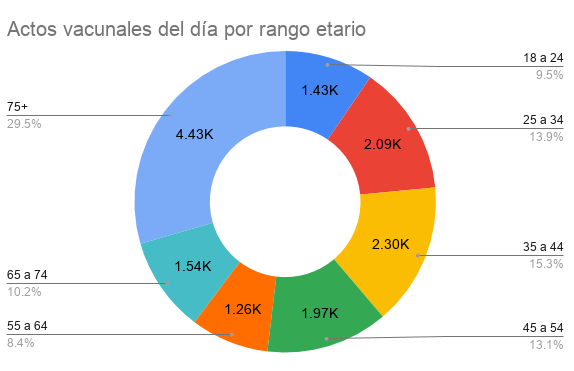 Actos vacunales del día por rango etario
18 a 24
9.5%
1.43K
25 a 34
13.9%
2.09K
35 a 44
15.3%
2.30K
45 a 54
13.1%
1.97K
55 a 64
8.4%
1.26K
65 a 74
10.2%
1.54K
75+
29.5%
4.43K